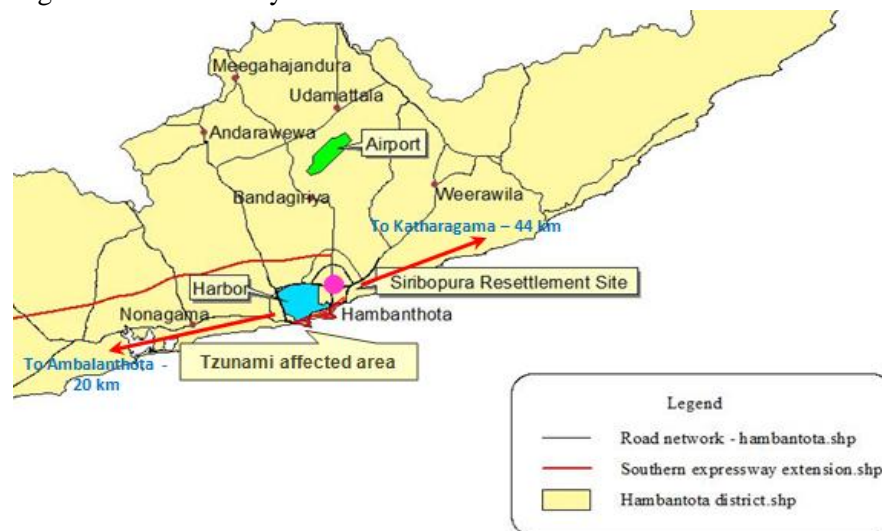 Meegahajandura
Udamattala
Andarawewa
Airport
Bandagiriya
Weerawila
To Katharagama – 44 km
Harbor
Siribopura Resettlement Site
Nonagama
Hambanthota
To Ambalanthota -
20 km
Tzunami affected area
Legend
Road network - hambantota.shp
Southern expressway extension.shp
Hambantota district.shp